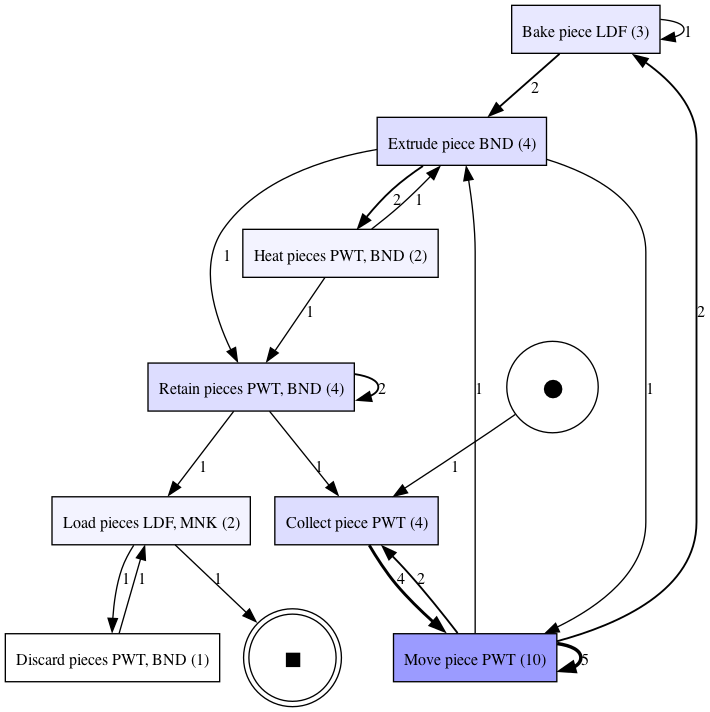 Bake piece LDF (3)
1
2
Extrude piece BND (4)
2
1
1
Heat pieces PWT, BND (2)
1
2
1
1
1
Retain pieces PWT, BND (4)
2
1
1
1
Load pieces LDF, MNK (2)
Collect piece PWT (4)
1
1
1
4
2
Discard pieces PWT, BND (1)
Move piece PWT (10)
5